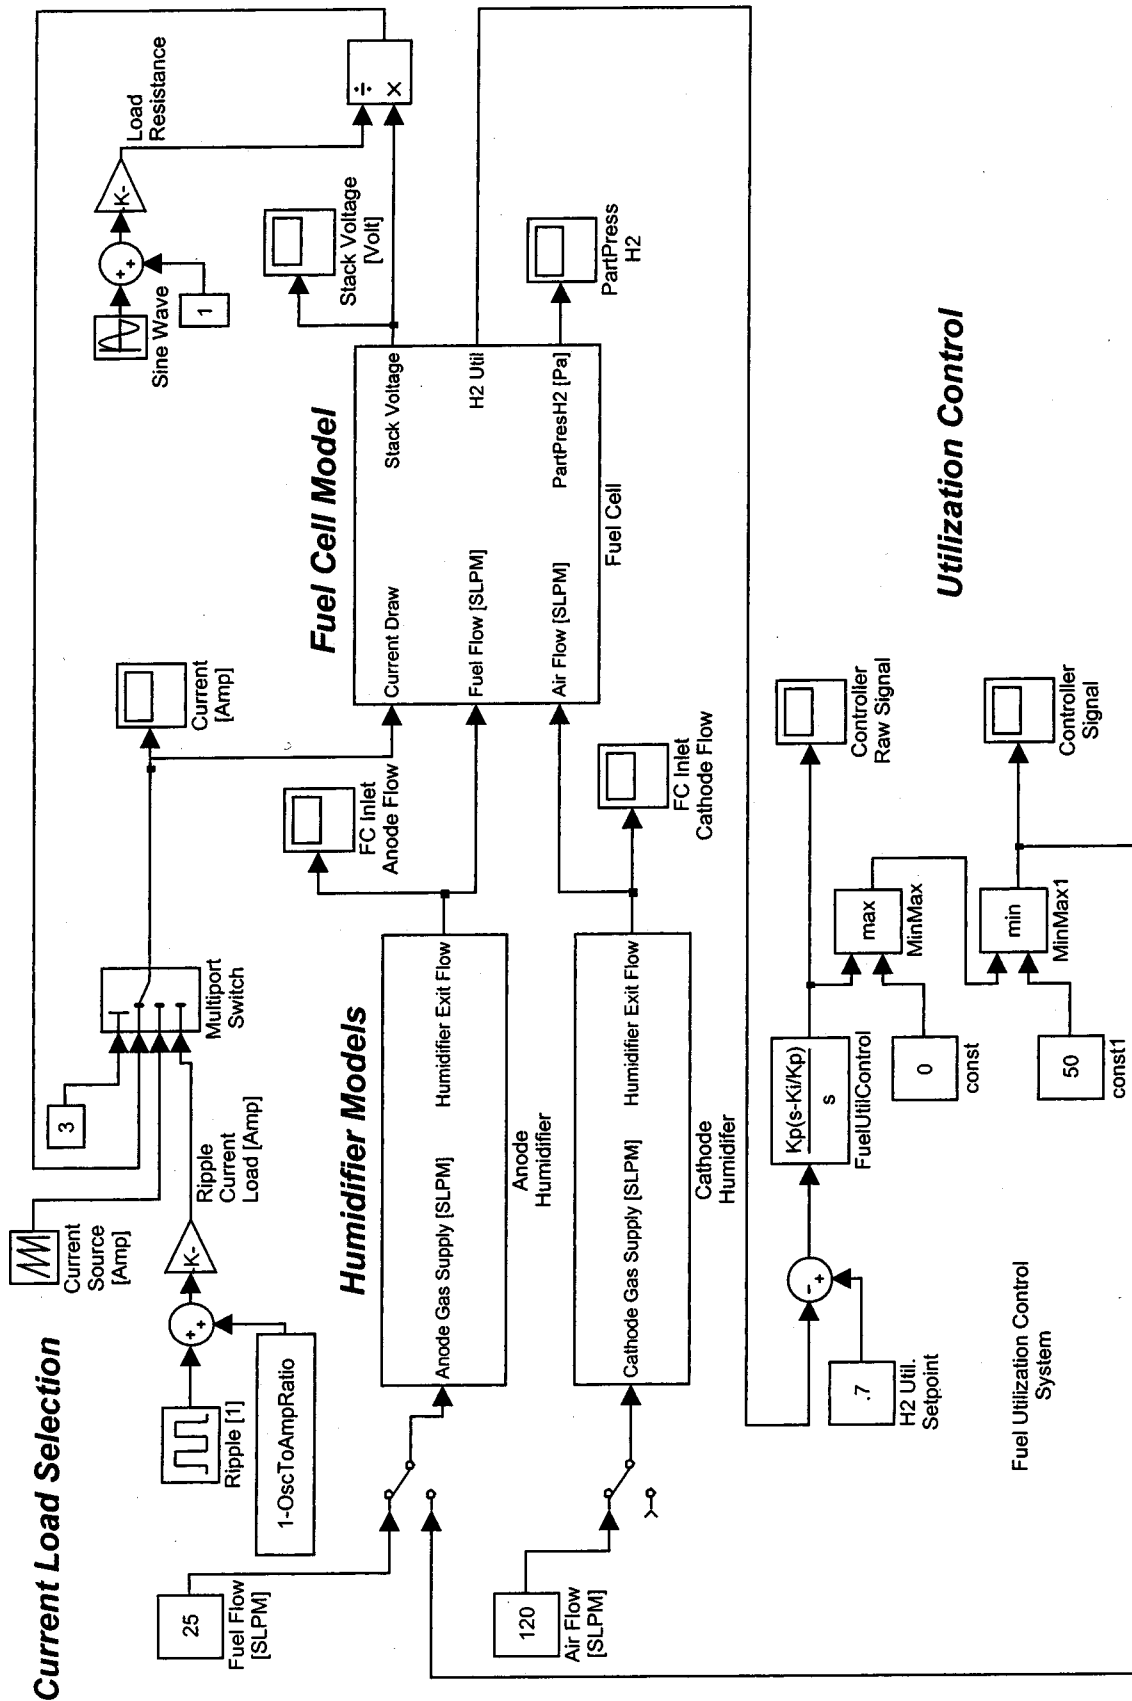 Current Load Selection
Current
Source
[Amp]
3
Multiport
Switch
Current
[Amp]
Sine Wave
1
+
+
K-
Load
Resistance
÷
×
Ripple [1]
1-OscToAmpRatio
+
+
K-
Ripple
Current
Load [Amp]
Stack Voltage
[Volt]
Humidifier Models
Fuel Cell Model
25
Fuel Flow
[SLPM]
Anode Gas Supply [SLPM]
Humidifier Exit Flow
Anode
Humidifier
FC Inlet
Anode Flow
Current Draw
Stack Voltage
Fuel Flow [SLPM]
H2 Util
Air Flow [SLPM]
PartPresH2 [Pa]
Fuel Cell
PartPress
H2
120
Air Flow
[SLPM]
Cathode Gas Supply [SLPM]
Humidifier Exit Flow
Cathode
Humidifer
FC Inlet
Cathode Flow
Utilization Control
.7
H2 Util.
Setpoint
-
+
Kp(s-Ki/Kp)
s
FuelUtilControl
0
const
max
MinMax
Controller
Raw Signal
50
const1
min
MinMax1
Controller
Signal
Fuel Utilization Control
System